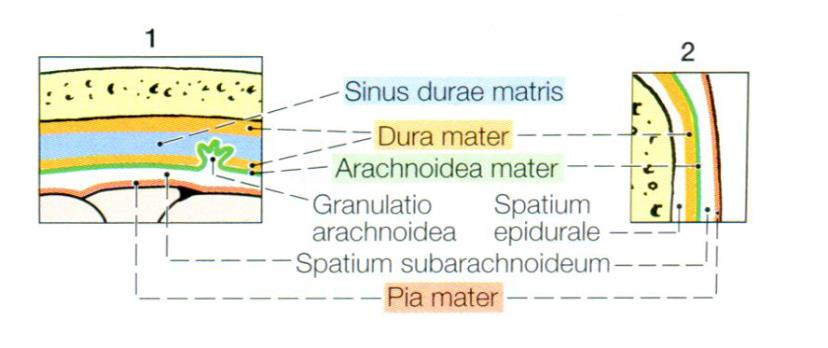 1
2
Sinus durae matris
Dura mater
Arachnoidea mater
Granulatio arachnoidea
Spatium epidurale
Spatium subarachnoideum
Pia mater